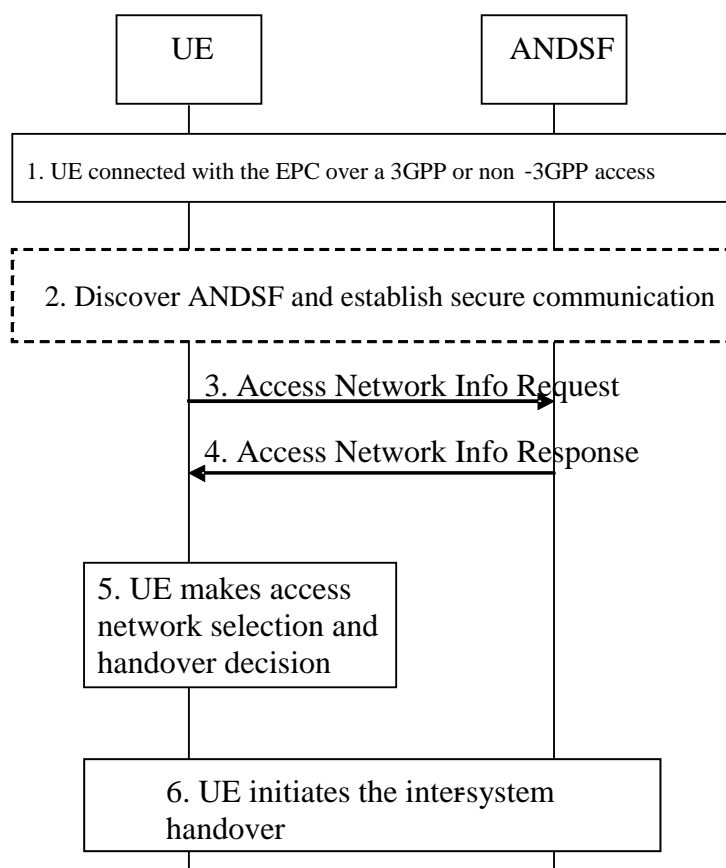 UE
ANDSF
1. UE connected with the EPC over a 3GPP or non -3GPP access
2. Discover ANDSF and establish secure communication
3. Access Network Info Request
4. Access Network Info Response
5. UE makes access
network selection and
handover decision
6. UE initiates the inter-system
handover